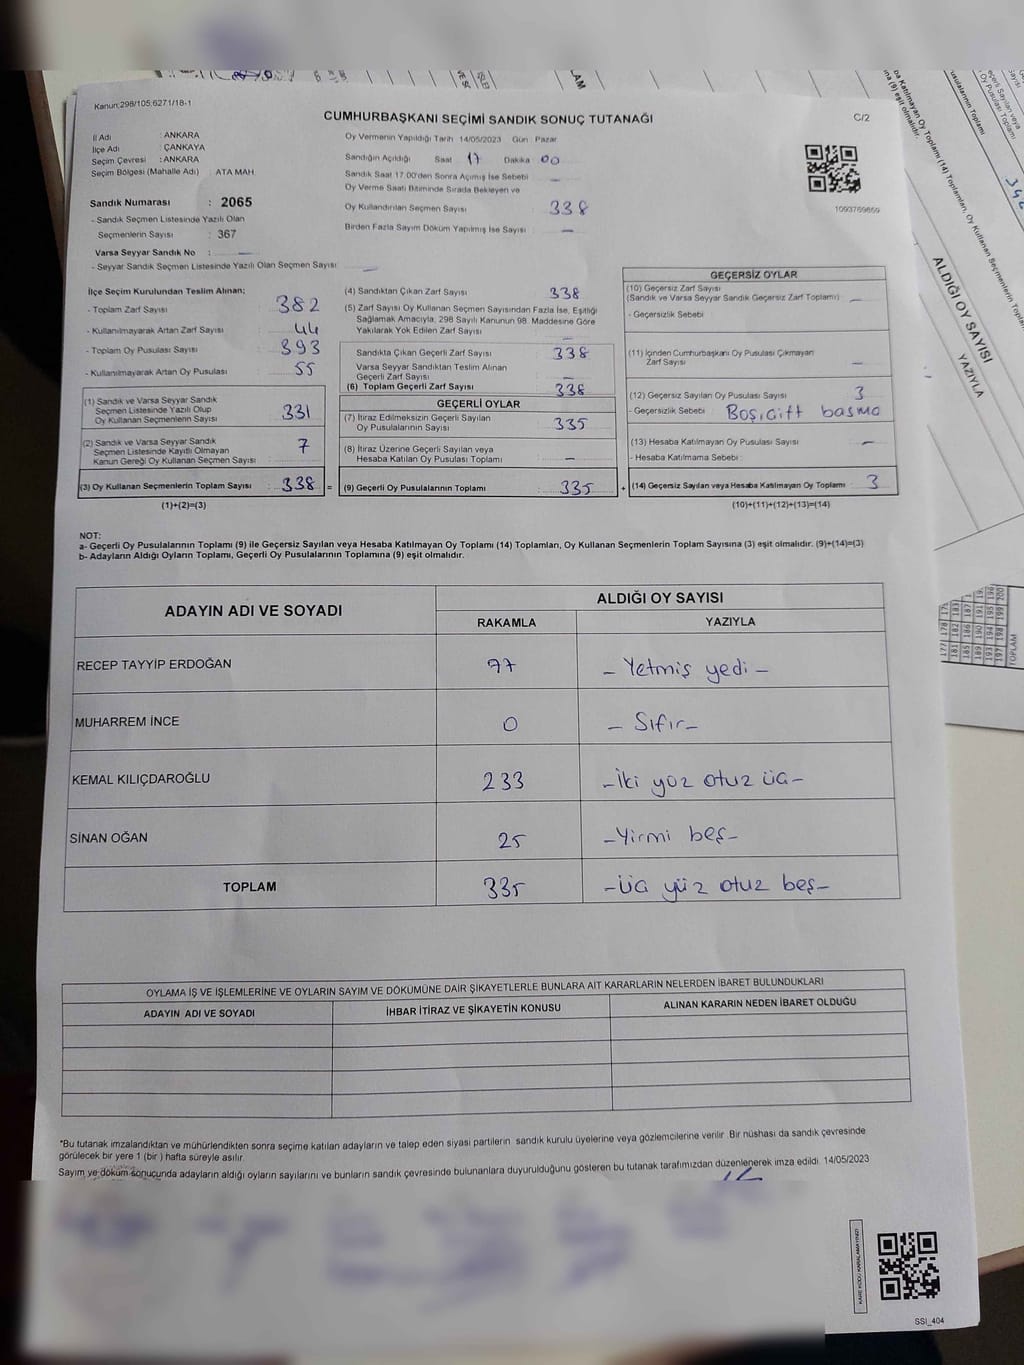 Kanun:298/105;6271/18-1
CUMHURBAŞKANI SEÇİMİ SANDIK SONUÇ TUTANAĞI
C/2
İl Adı : ANKARA
İlçe Adı : ÇANKAYA
Seçim Çevresi : ANKARA
Seçim Bölgesi (Mahalle Adı) : ATA MAH.
Sandık Numarası : 2065
- Sandık Seçmen Listesinde Yazılı Olan
Seçmenlerin Sayısı : 367
Varsa Seyyar Sandık No : —
- Seyyar Sandık Seçmen Listesinde Yazılı Olan Seçmen Sayısı —
Oy Vermenin Yapıldığı Tarih 14/05/2023 Gün Pazar
Sandığın Açıldığı Saat 17 Dakika 00
Sandık Saat 17.00'den Sonra Açılmış İse Sebebi —
Oy Verme Saati Bitiminde Sırada Bekleyen ve
Oy Kullandırılan Seçmen Sayısı 338
Birden Fazla Sayım Döküm Yapılmış İse Sayısı —
1093769659
İlçe Seçim Kurulundan Teslim Alınan;
- Toplam Zarf Sayısı : 382
- Kullanılmayarak Artan Zarf Sayısı : 44
- Toplam Oy Pusulası Sayısı : 393
- Kullanılmayarak Artan Oy Pusulası : 55
(1) Sandık ve Varsa Seyyar Sandık
Seçmen Listesinde Yazılı Olup
Oy Kullanan Seçmenlerin Sayısı : 331
(2) Sandık ve Varsa Seyyar Sandık
Seçmen Listesinde Kayıtlı Olmayan
Kanun Gereği Oy Kullanan Seçmen Sayısı : 7
(3) Oy Kullanan Seçmenlerin Toplam Sayısı : 338 =
(1)+(2)=(3)
(4) Sandıktan Çıkan Zarf Sayısı 338
(5) Zarf Sayısı Oy Kullanan Seçmen Sayısından Fazla İse, Eşitliği
Sağlamak Amacıyla, 298 Sayılı Kanunun 98. Maddesine Göre
Yakılarak Yok Edilen Zarf Sayısı —
Sandıkta Çıkan Geçerli Zarf Sayısı : 338
Varsa Seyyar Sandıktan Teslim Alınan
Geçerli Zarf Sayısı : —
(6) Toplam Geçerli Zarf Sayısı : 338
GEÇERLİ OYLAR
(7) İtiraz Edilmeksizin Geçerli Sayılan
Oy Pusulalarının Sayısı : 335
(8) İtiraz Üzerine Geçerli Sayılan veya
Hesaba Katılan Oy Pusulası Toplamı : —
(9) Geçerli Oy Pusulalarının Toplamı : 335 +
GEÇERSİZ OYLAR
(10) Geçersiz Zarf Sayısı
(Sandık ve Varsa Seyyar Sandık Geçersiz Zarf Toplamı) : —
- Geçersizlik Sebebi
(11) İçinden Cumhurbaşkanı Oy Pusulası Çıkmayan
Zarf Sayısı : —
(12) Geçersiz Sayılan Oy Pusulası Sayısı : 3
- Geçersizlik Sebebi : Boş, çift basma
(13) Hesaba Katılmayan Oy Pusulası Sayısı : —
- Hesaba Katılmama Sebebi :
(14) Geçersiz Sayılan veya Hesaba Katılmayan Oy Toplamı : 3
(10)+(11)+(12)+(13)=(14)
NOT:
a- Geçerli Oy Pusulalarının Toplamı (9) ile Geçersiz Sayılan veya Hesaba Katılmayan Oy Toplamı (14) Toplamları, Oy Kullanan Seçmenlerin Toplam Sayısına (3) eşit olmalıdır. (9)+(14)=(3)
b- Adayların Aldığı Oyların Toplamı, Geçerli Oy Pusulalarının Toplamına (9) eşit olmalıdır.
ADAYIN ADI VE SOYADI
ALDIĞI OY SAYISI
RAKAMLA YAZIYLA
RECEP TAYYİP ERDOĞAN 77 - Yetmiş yedi -
MUHARREM İNCE 0 - Sıfır -
KEMAL KILIÇDAROĞLU 233 - İki yüz otuz üç -
SİNAN OĞAN 25 - Yirmi beş -
TOPLAM 335 - üç yüz otuz beş -
OYLAMA İŞ VE İŞLEMLERİNE VE OYLARIN SAYIM VE DÖKÜMÜNE DAİR ŞİKAYETLERLE BUNLARA AİT KARARLARIN NELERDEN İBARET BULUNDUKLARI
ADAYIN ADI VE SOYADI İHBAR İTİRAZ VE ŞİKAYETİN KONUSU ALINAN KARARIN NEDEN İBARET OLDUĞU
*Bu tutanak imzalandıktan ve mühürlendikten sonra seçime katılan adayların ve talep eden siyasi partilerin sandık kurulu üyelerine veya gözlemcilerine verilir. Bir nüshası da sandık çevresinde
görülecek bir yere 1 (bir ) hafta süreyle asılır.
Sayım ve döküm sonucunda adayların aldığı oyların sayılarını ve bunların sandık çevresinde bulunanlara duyurulduğunu gösteren bu tutanak tarafımızdan düzenlenerek imza edildi. 14/05/2023
KARE KODU KARALAMAYINIZ!
SSI_404
ALDIĞI OY SAYISI
YAZIYLA